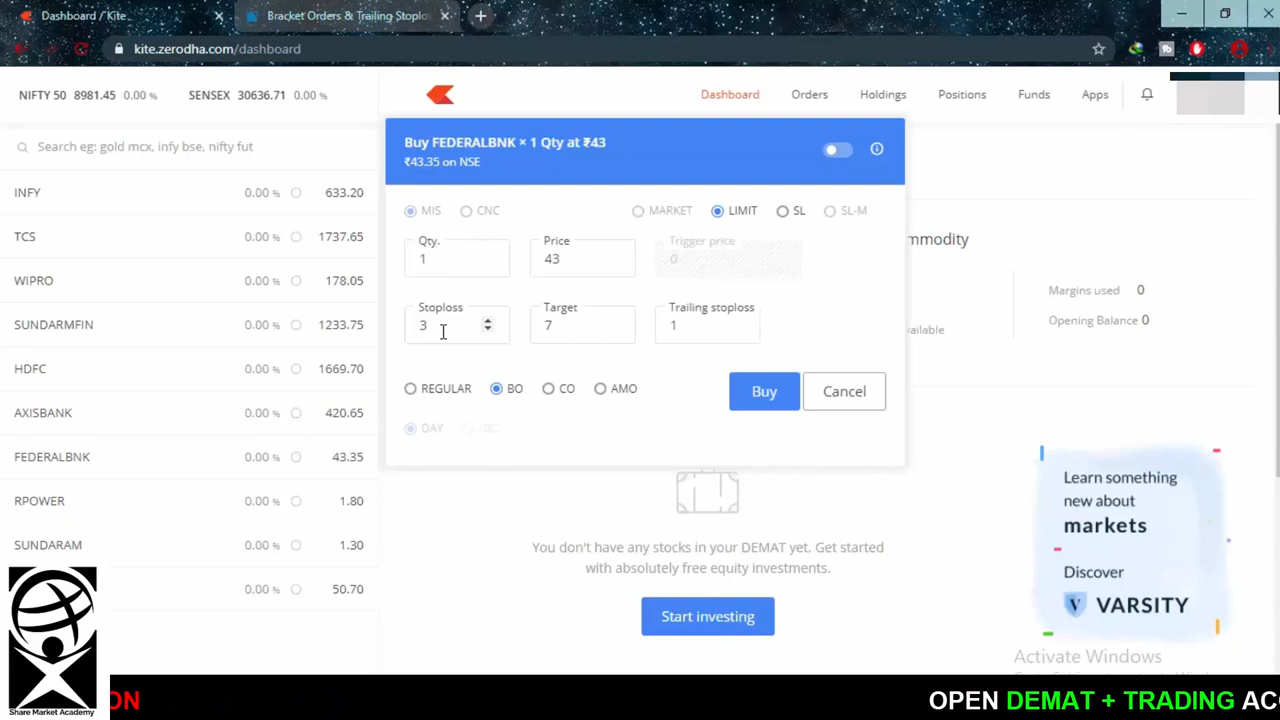 Dashboard / Kite
Bracket Orders & Trailing Stoplo
kite.zerodha.com/dashboard
NIFTY 50 8981.45 0.00 % SENSEX 30636.71 0.00 %
Dashboard Orders Holdings Positions Funds Apps
Search eg: gold mcx, infy bse, nifty fut
INFY 0.00 % 633.20
TCS 0.00 % 1737.65
WIPRO 0.00 % 178.05
SUNDARMFIN 0.00 % 1233.75
HDFC 0.00 % 1669.70
AXISBANK 0.00 % 420.65
FEDERALBNK 0.00 % 43.35
RPOWER 0.00 % 1.80
SUNDARAM 0.00 % 1.30
0.00 % 50.70
Buy FEDERALBNK × 1 Qty at ₹43
₹43.35 on NSE
MIS CNC MARKET LIMIT SL SL-M
Qty. Price Trigger price
1 43 0
Stoploss Target Trailing stoploss
3 7 1
REGULAR BO CO AMO
Buy Cancel
DAY IOC
mmodity
Margins used 0
available
Opening Balance 0
You don't have any stocks in your DEMAT yet. Get started
with absolutely free equity investments.
Start investing
Learn something
new about
markets
Discover
VARSITY
Activate Windows
Share Market Academy
ON
OPEN DEMAT + TRADING AC